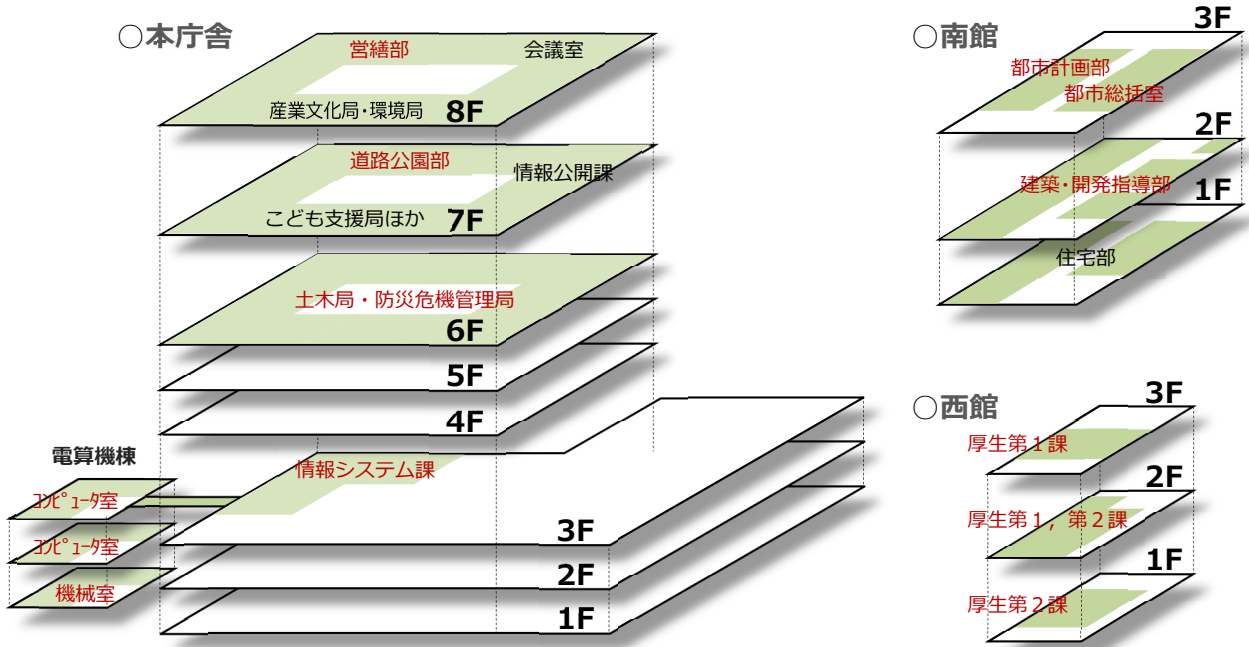 ○本庁舎
営繕部
会議室
産業文化局・環境局
8F
道路公園部
情報公開課
こども支援局ほか
7F
土木局・防災危機管理局
6F
5F
4F
情報システム課
3F
2F
1F
電算機棟
ｺﾝﾋﾟｭｰﾀ室
ｺﾝﾋﾟｭｰﾀ室
機械室
○南館
3F
都市計画部
都市総括室
2F
建築・開発指導部
1F
住宅部
○西館
3F
厚生第１課
2F
厚生第１，第２課
1F
厚生第２課